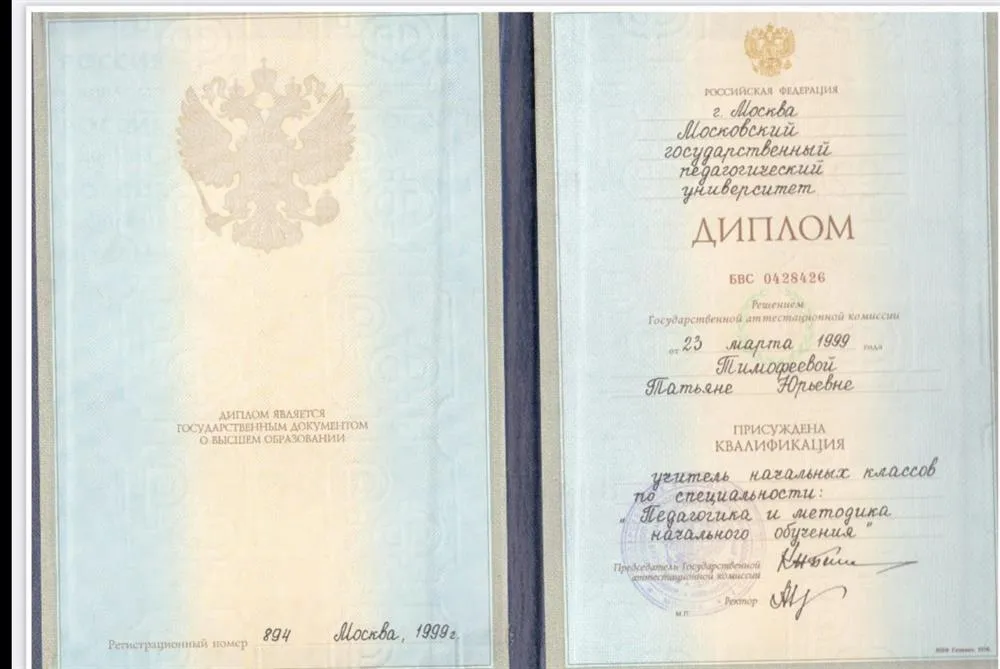 ДИПЛОМ ЯВЛЯЕТСЯ
ГОСУДАРСТВЕННЫМ ДОКУМЕНТОМ
О ВЫСШЕМ ОБРАЗОВАНИИ
Регистрационный номер 894 Москва, 1999г.
РОССИЙСКАЯ ФЕДЕРАЦИЯ
г. Москва
Московский
государственный
педагогический
университет
ДИПЛОМ
БВС 0428426
Решением
Государственной аттестационной комиссии
от 23 марта 1999 года
Тимофеевой
Татьяне Юрьевне
ПРИСУЖДЕНА
КВАЛИФИКАЦИЯ
учитель начальных классов
по специальности:
"Педагогика и методика
начального обучения"
Председатель Государственной
аттестационной комиссии
Ректор
М.П.